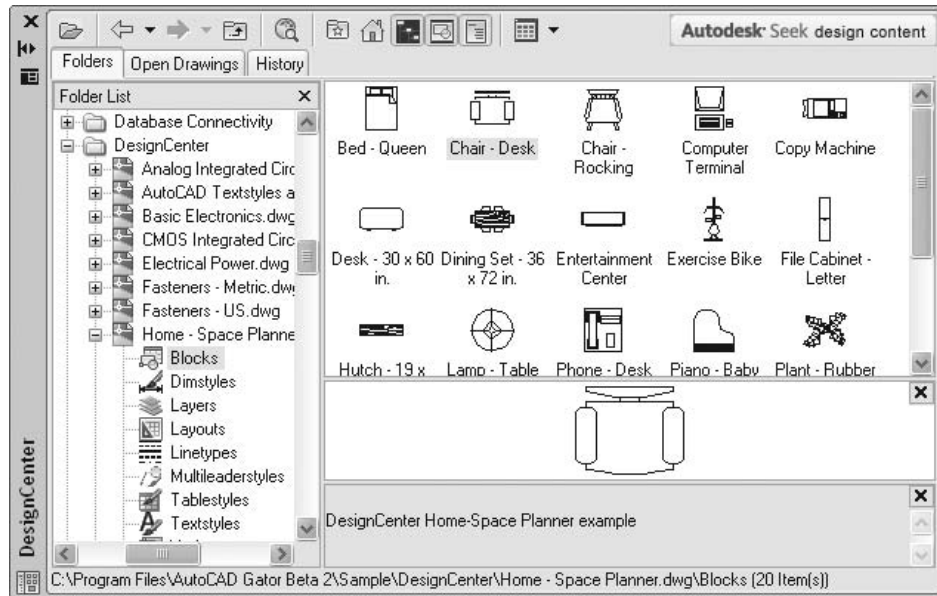 Autodesk® Seek design content
Folders Open Drawings History
Folder List
Database Connectivity
DesignCenter
Analog Integrated Circ
AutoCAD Textstyles a
Basic Electronics.dwg
CMOS Integrated Circ
Electrical Power.dwg
Fasteners - Metric.dwg
Fasteners - US.dwg
Home - Space Planne
Blocks
Dimstyles
Layers
Layouts
Linetypes
Multileaderstyles
Tablestyles
Textstyles
Bed - Queen
Chair - Desk
Chair -
Rocking
Computer
Terminal
Copy Machine
Desk - 30 x 60
in.
Dining Set - 36
x 72 in.
Entertainment
Center
Exercise Bike
File Cabinet -
Letter
Hutch - 19 x
Lamp - Table
Phone - Desk
Piano - Baby
Plant - Rubber
DesignCenter Home-Space Planner example
DesignCenter
C:\Program Files\AutoCAD Gator Beta 2\Sample\DesignCenter\Home - Space Planner.dwg\Blocks (20 Item(s))